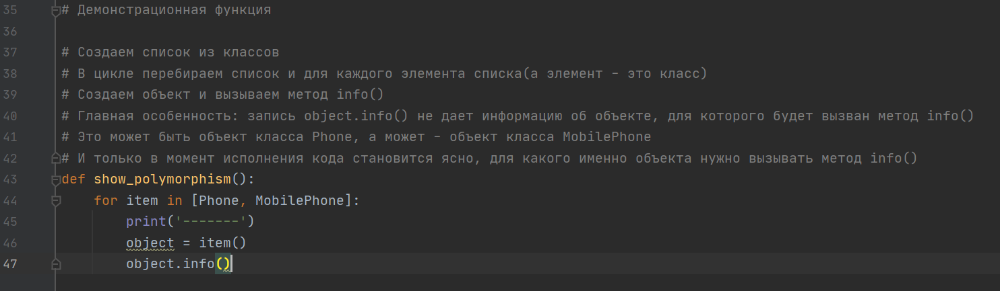 35 # Демонстрационная функция
36
37 # Создаем список из классов
38 # В цикле перебираем список и для каждого элемента списка(а элемент - это класс)
39 # Создаем объект и вызываем метод info()
40 # Главная особенность: запись object.info() не дает информацию об объекте, для которого будет вызван метод info()
41 # Это может быть объект класса Phone, а может - объект класса MobilePhone
42 # И только в момент исполнения кода становится ясно, для какого именно объекта нужно вызывать метод info()
43 def show_polymorphism():
44     for item in [Phone, MobilePhone]:
45         print('-------')
46         object = item()
47         object.info()